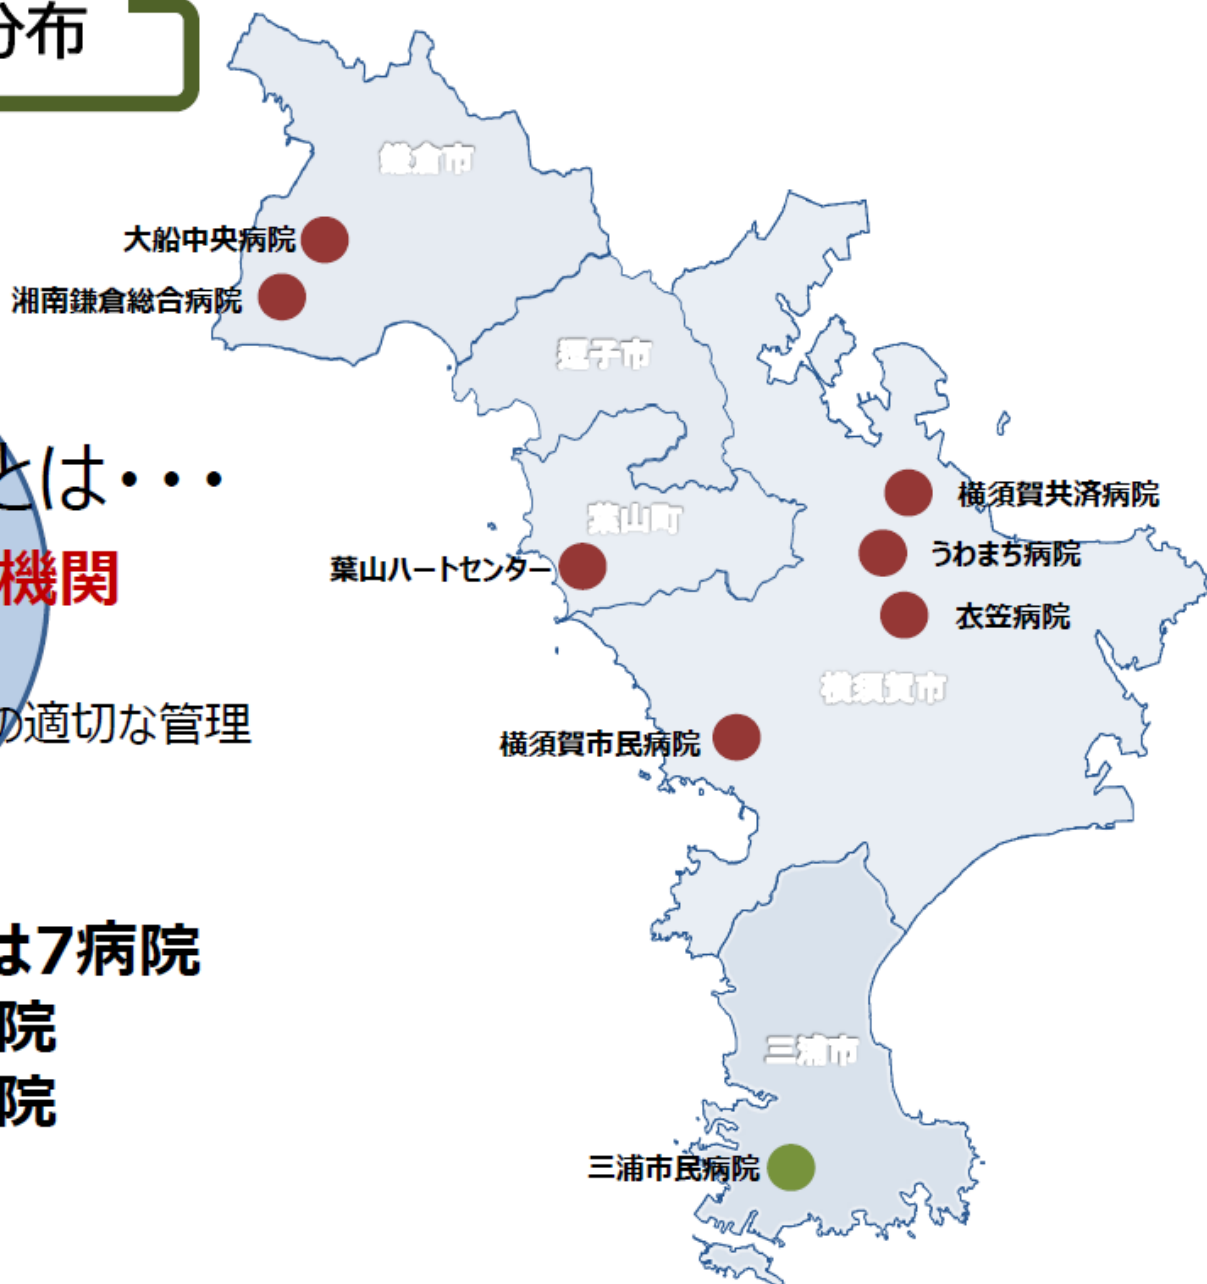 分布
鎌倉市
大船中央病院
湘南鎌倉総合病院
逗子市
とは・・・
横須賀共済病院
葉山町
うわまち病院
葉山ハートセンター
機関
衣笠病院
横須賀市
の適切な管理
横須賀市民病院
は7病院
院
三浦市
院
三浦市民病院